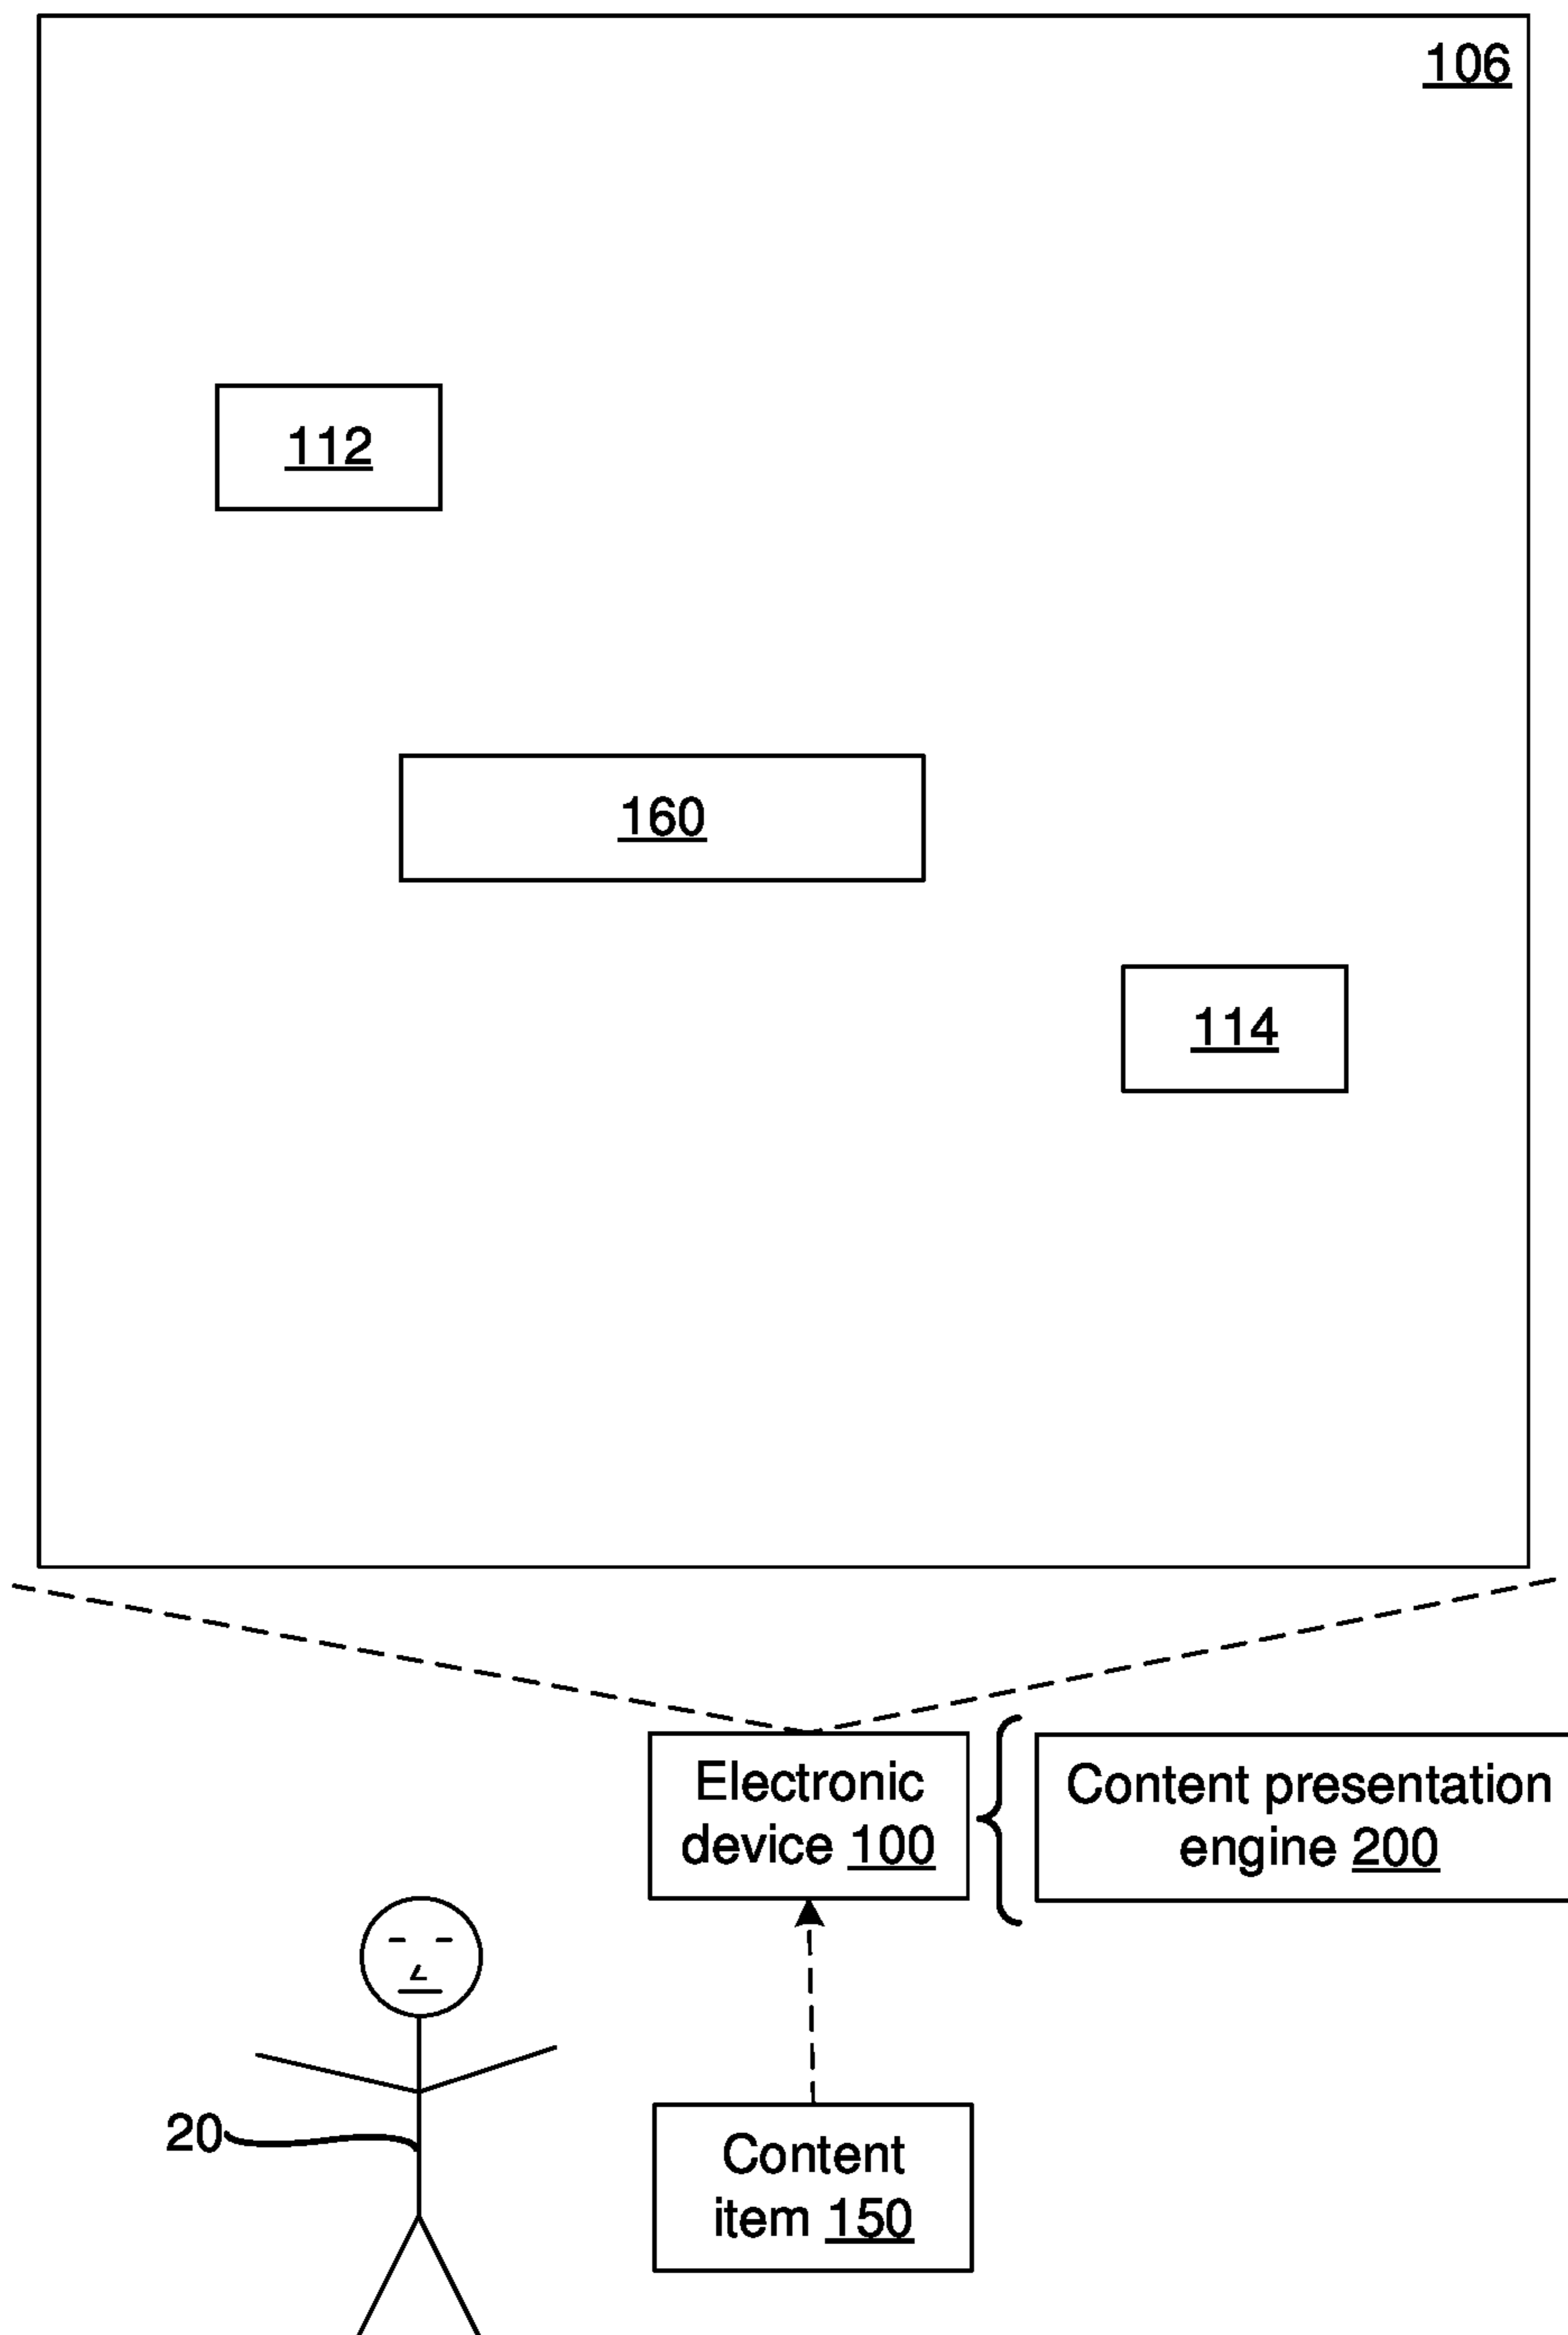 106
112
160
114
Electronic
device 100
Content presentation
engine 200
20
Content
item 150